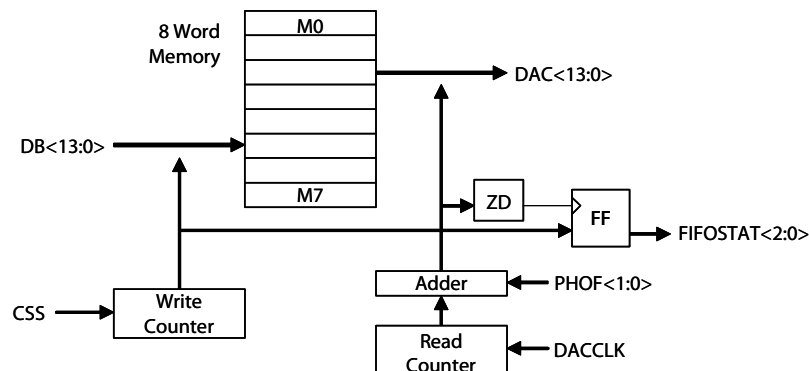 8 Word
Memory
M0
DAC<13:0>
DB<13:0>
M7
ZD
FF
FIFOSTAT<2:0>
Adder
PHOF<1:0>
CSS
Write
Counter
Read
Counter
DACCLK